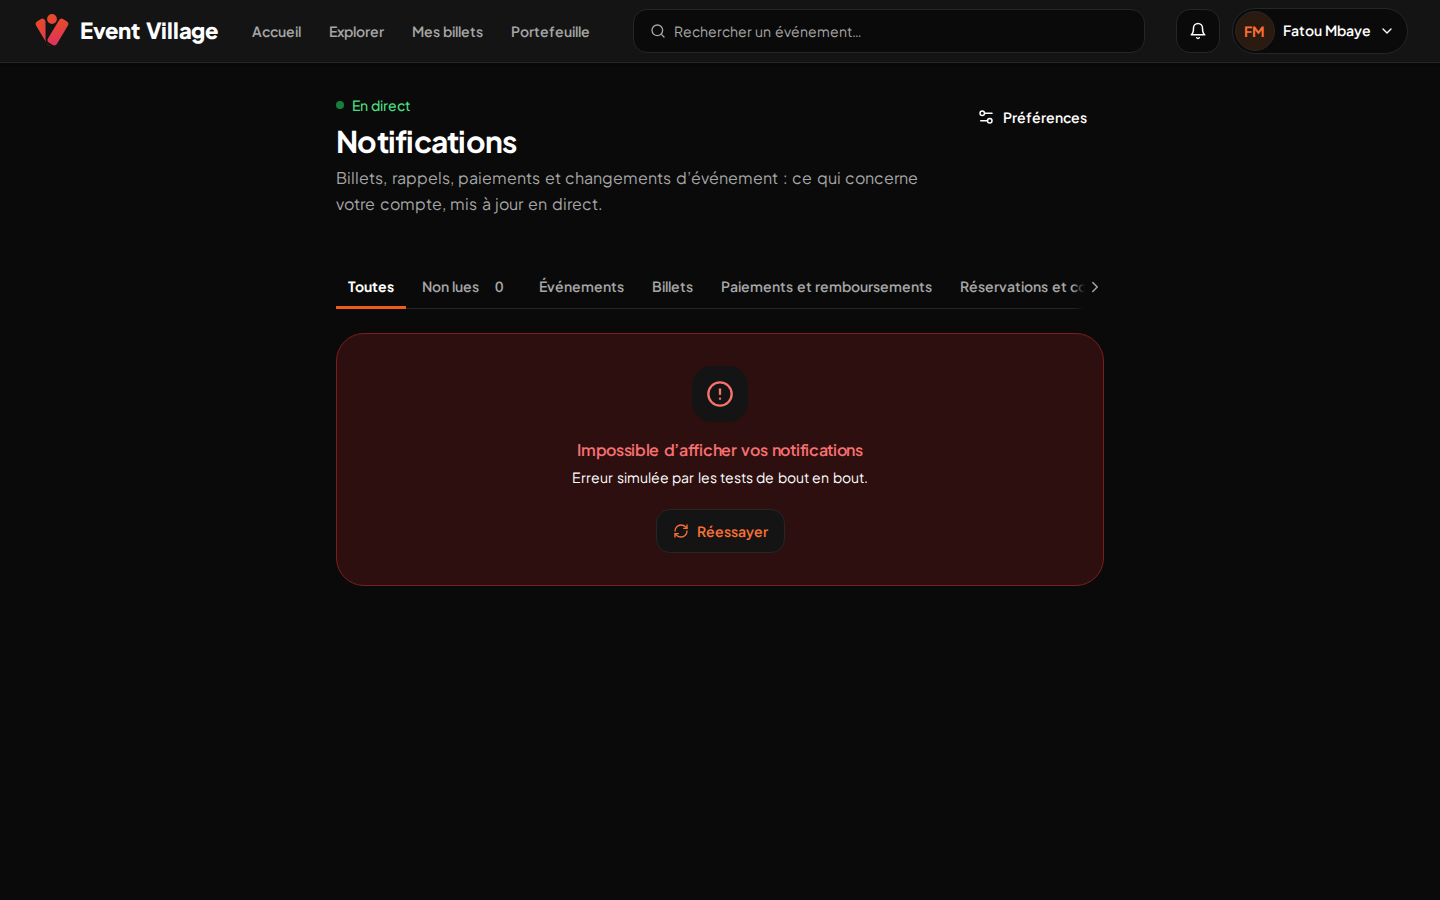 Event Village
Accueil
Explorer
Mes billets
Portefeuille
Rechercher un événement…
FM
Fatou Mbaye
En direct
Préférences
Notifications
Billets, rappels, paiements et changements d’événement : ce qui concerne
votre compte, mis à jour en direct.
Toutes
Non lues 0
Événements
Billets
Paiements et remboursements
Réservations et
Impossible d’afficher vos notifications
Erreur simulée par les tests de bout en bout.
Réessayer